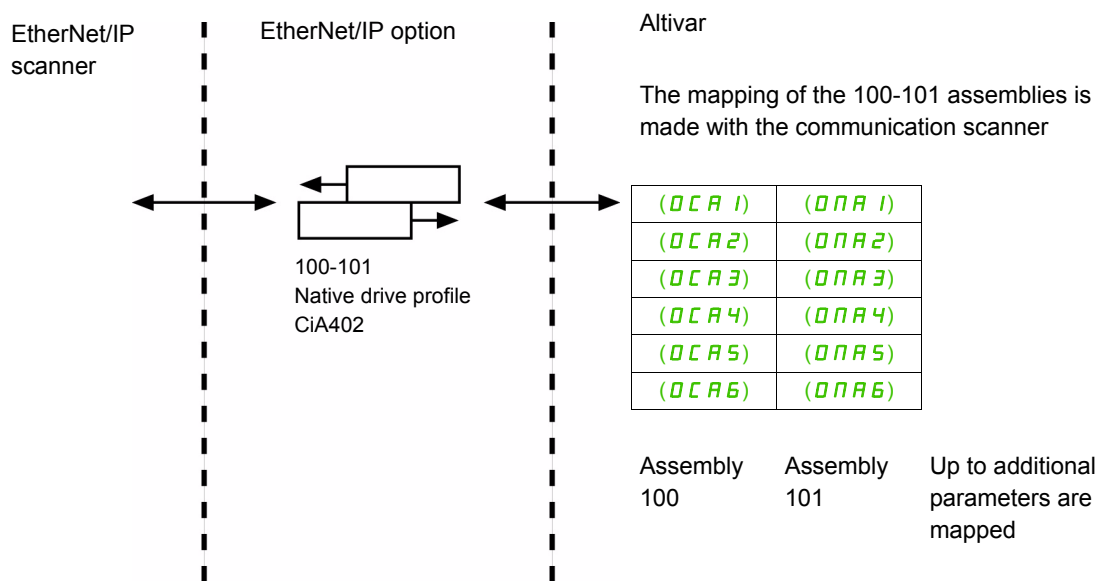 EtherNet/IP
scanner
EtherNet/IP option
Altivar
The mapping of the 100-101 assemblies is
made with the communication scanner
100-101
Native drive profile
CiA402
(OCA1) (OMA1)
(OCA2) (OMA2)
(OCA3) (OMA3)
(OCA4) (OMA4)
(OCA5) (OMA5)
(OCA6) (OMA6)
Assembly
100
Assembly
101
Up to additional
parameters are
mapped